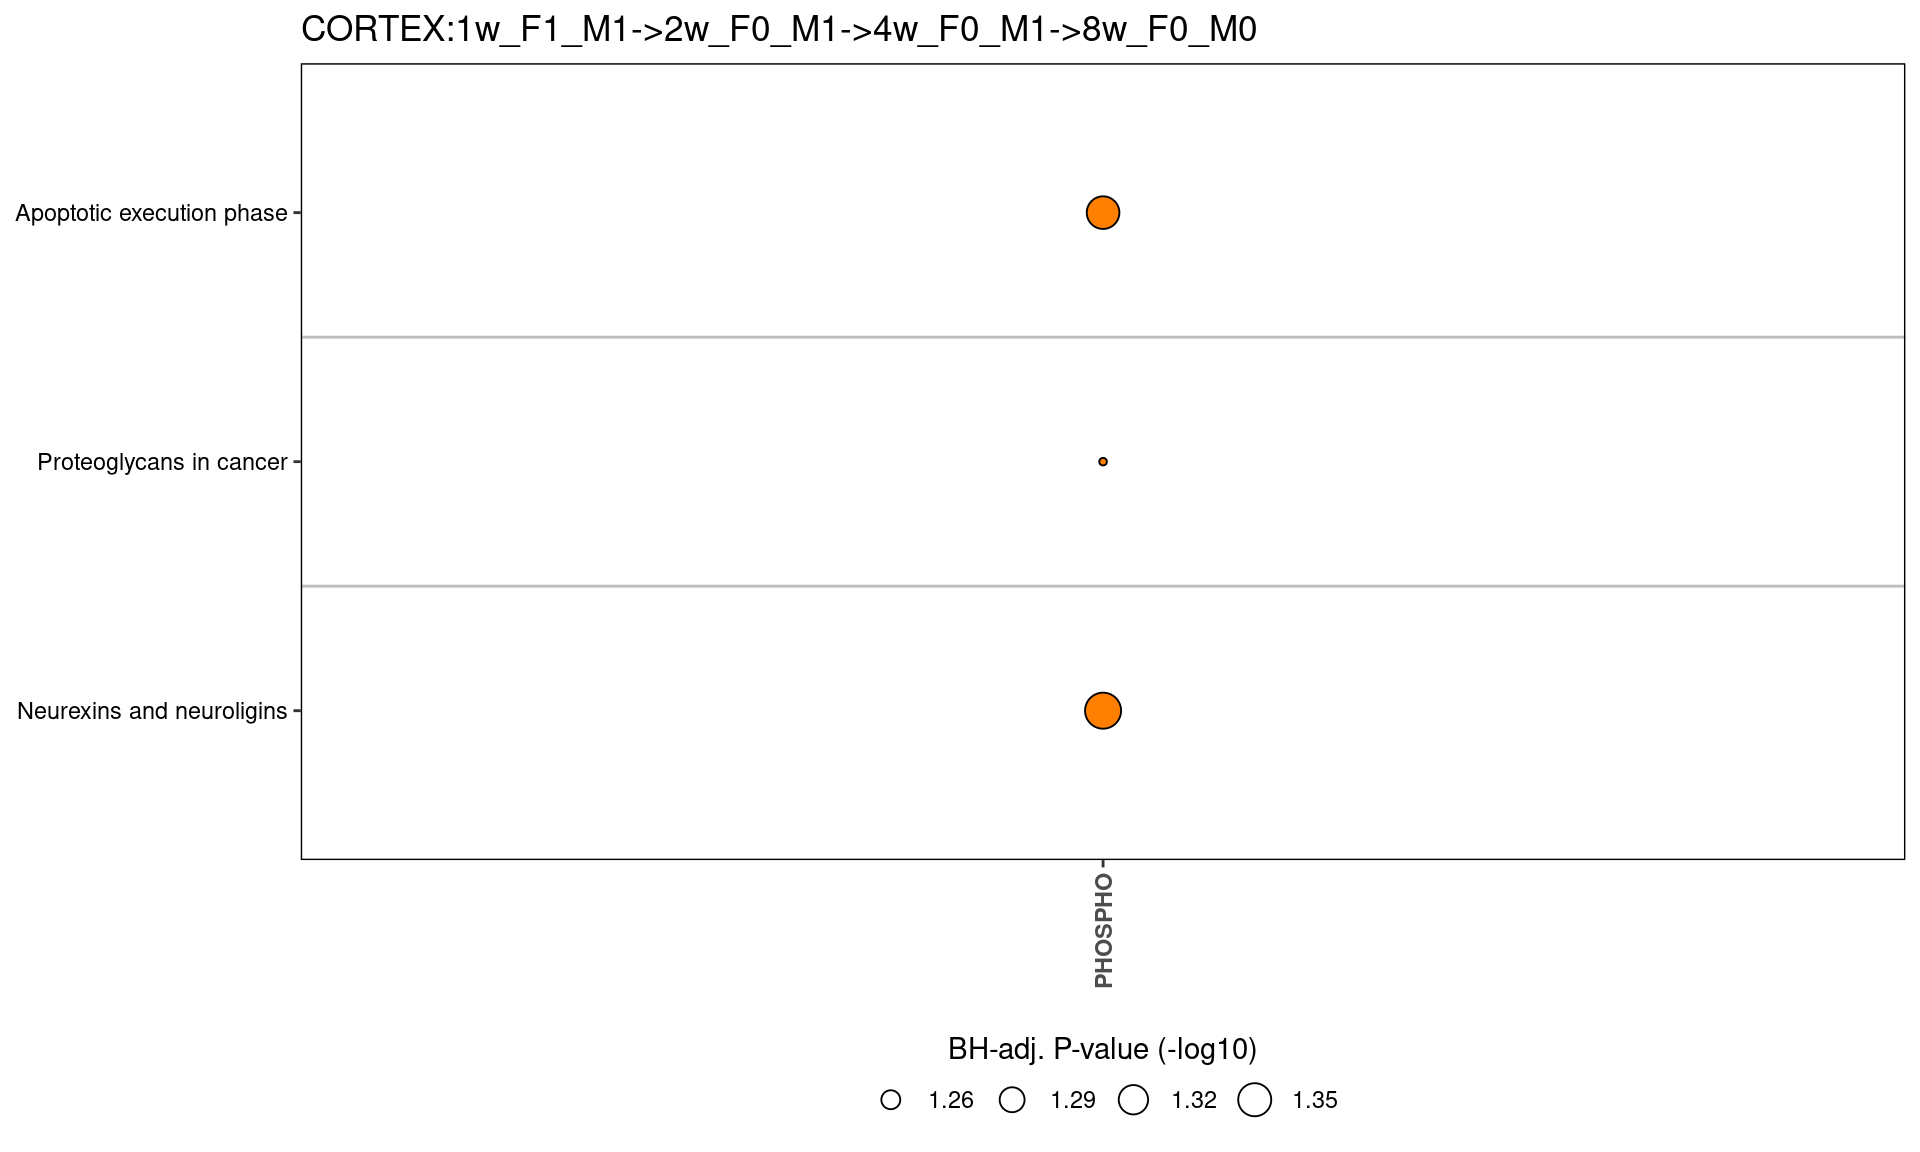 CORTEX:1w_F1_M1->2w_F0_M1->4w_F0_M1->8w_F0_M0
Apoptotic execution phase
Proteoglycans in cancer
Neurexins and neuroligins
PHOSPHO
BH-adj. P-value (-log10)
1.26 1.29 1.32 1.35